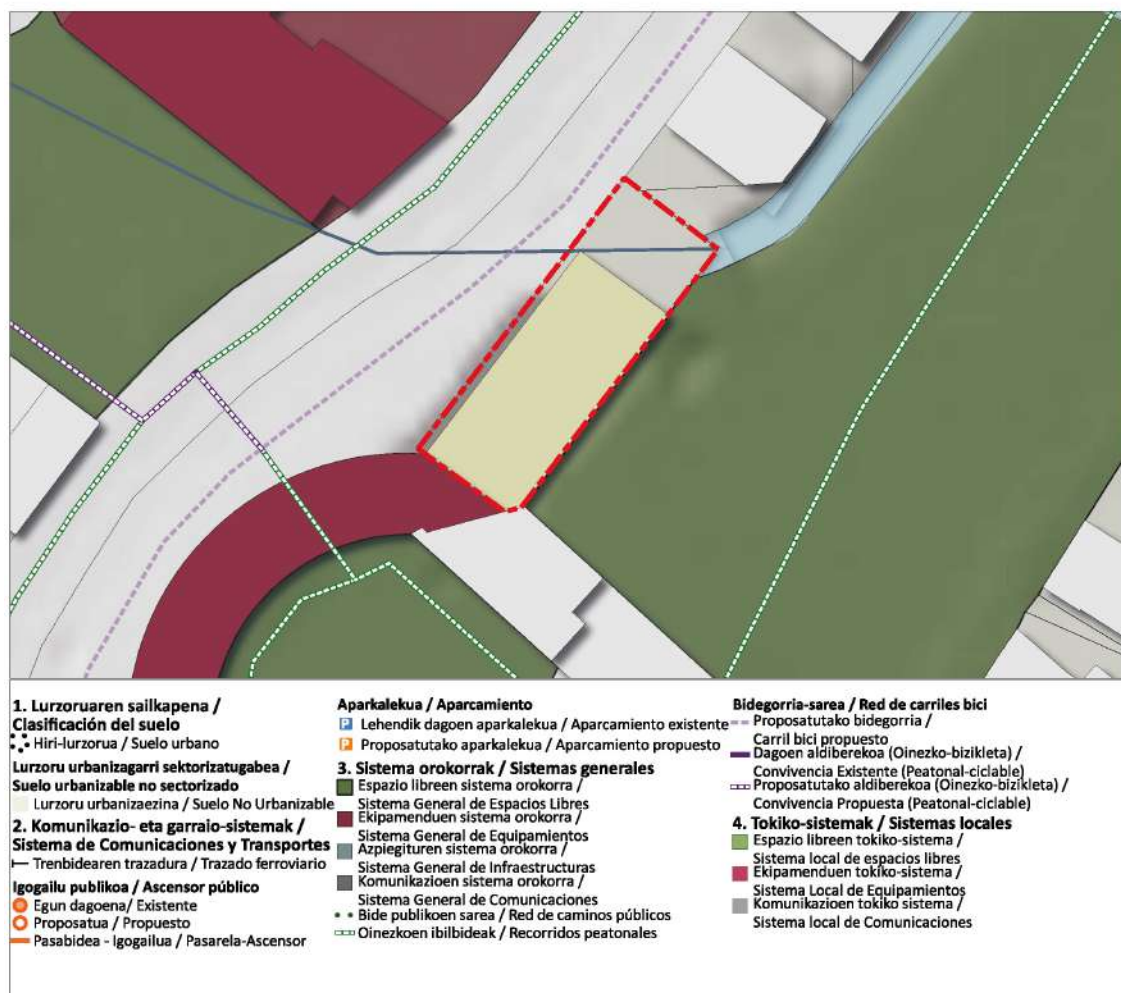 1. Lurzoruaren sailkapena /
Clasificación del suelo
Hiri-lurzorua / Suelo urbano
Lurzoru urbanizagarri sektorizatugabea /
Suelo urbanizable no sectorizado
Lurzoru urbanizaezina / Suelo No Urbanizable
2. Komunikazio- eta garraio-sistemak /
Sistema de Comunicaciones y Transportes
Trenbidearen trazadura / Trazado ferroviario
Igogailu publikoa / Ascensor público
Egun dagoena/ Existente
Proposatua / Propuesto
Pasabidea - Igogailua / Pasarela-Ascensor
Aparkalekua / Aparcamiento
P Lehendik dagoen aparkalekua / Aparcamiento existente
P Proposatutako aparkalekua / Aparcamiento propuesto
3. Sistema orokorrak / Sistemas generales
Espazio libreen sistema orokorra /
Sistema General de Espacios Libres
Ekipamenduen sistema orokorra /
Sistema General de Equipamientos
Azpiegituren sistema orokorra /
Sistema General de Infraestructuras
Komunikazioen sistema orokorra /
Sistema General de Comunicaciones
Bide publikoen sarea / Red de caminos públicos
Oinezkoen ibilbideak / Recorridos peatonales
Bidegorria-sarea / Red de carriles bici
Proposatutako bidegorria /
Carril bici propuesto
Dagoen aldiberekoa (Oinezko-bizikleta) /
Convivencia Existente (Peatonal-ciclable)
Proposatutako aldiberekoa (Oinezko-bizikleta) /
Convivencia Propuesta (Peatonal-ciclable)
4. Tokiko-sistemak / Sistemas locales
Espazio libreen tokiko-sistema /
Sistema local de espacios libres
Ekipamenduen tokiko-sistema /
Sistema Local de Equipamientos
Komunikazioen tokiko sistema /
Sistema local de Comunicaciones